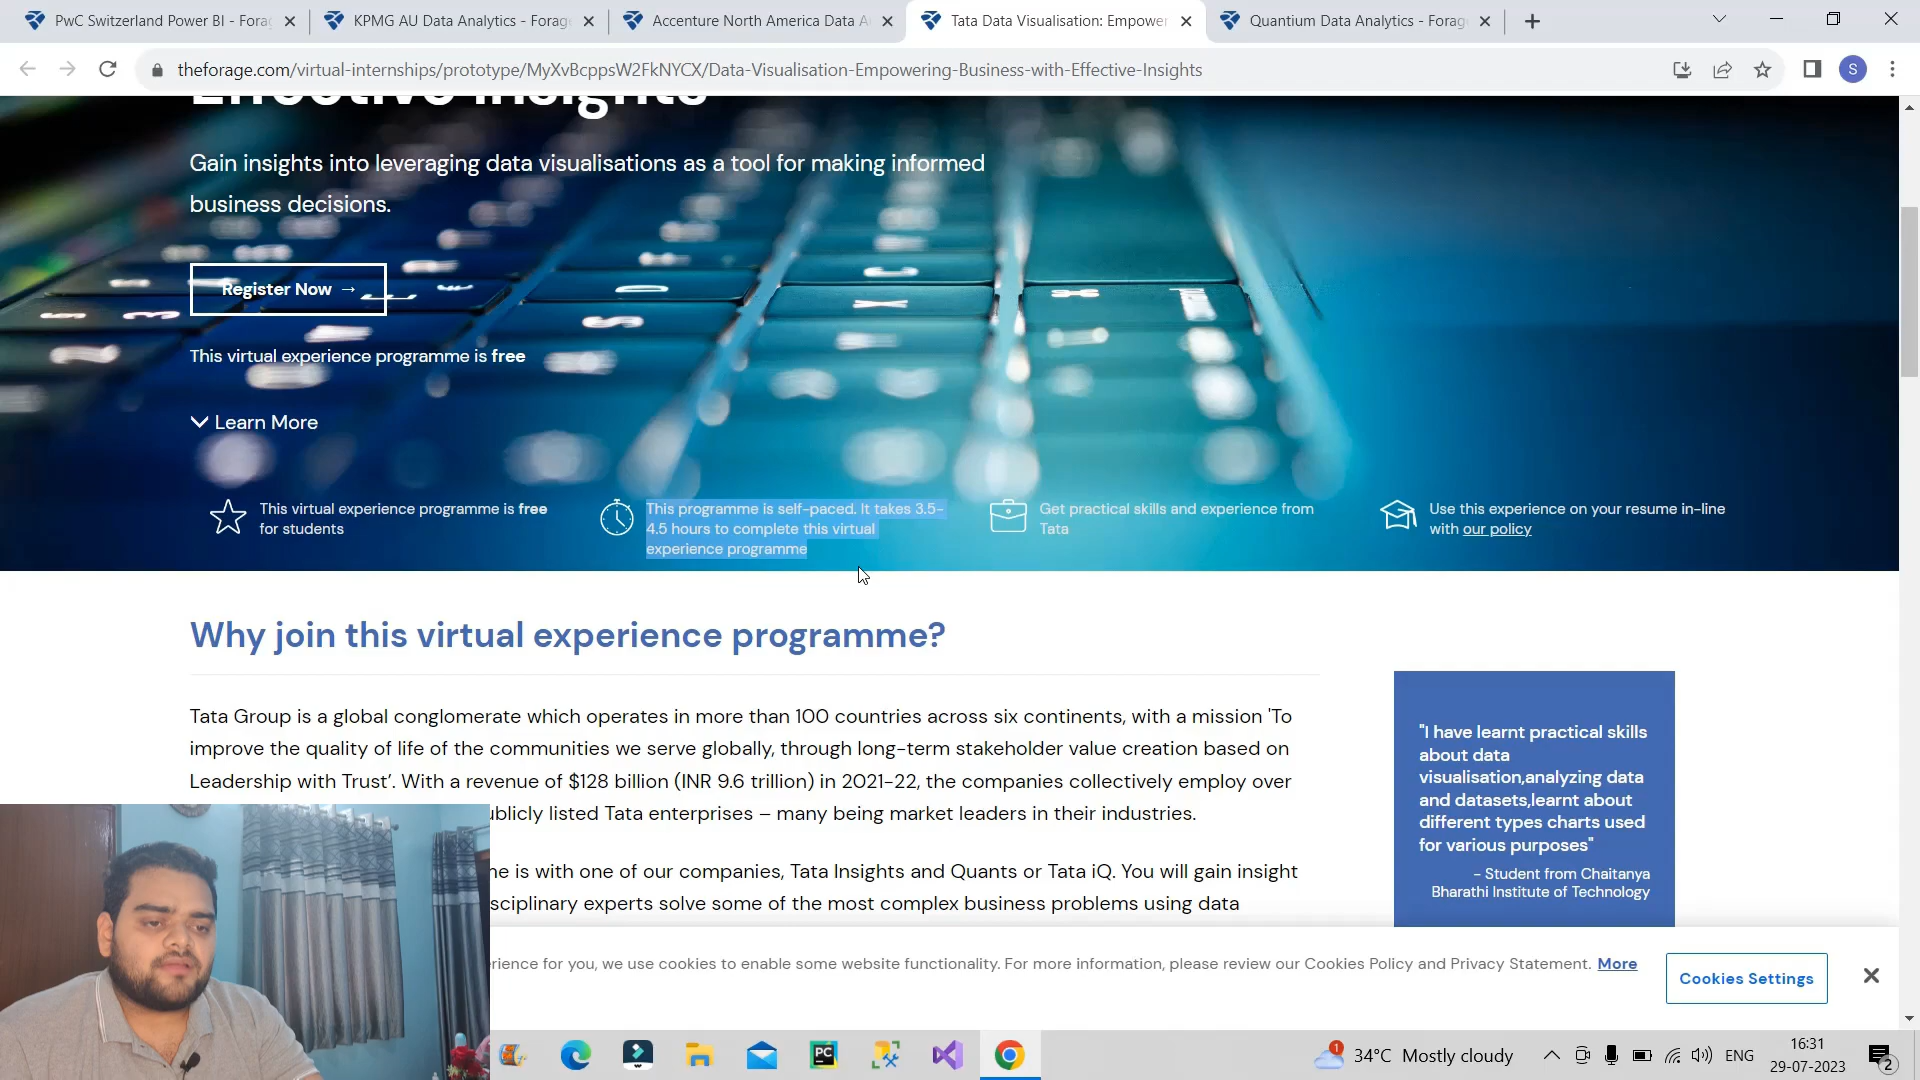 PwC Switzerland Power BI - Forag
KPMG AU Data Analytics - Forage
Accenture North America Data A
Tata Data Visualisation: Empower
Quantium Data Analytics - Forag
theforage.com/virtual-internships/prototype/MyXvBcppsW2FkNYCX/Data-Visualisation-Empowering-Business-with-Effective-Insights
S
Effective Insights
Gain insights into leveraging data visualisations as a tool for making informed
business decisions.
Register Now →
This virtual experience programme is free
Learn More
This virtual experience programme is free
for students
This programme is self-paced. It takes 3.5-
4.5 hours to complete this virtual
experience programme
Get practical skills and experience from
Tata
Use this experience on your resume in-line
with our policy
Why join this virtual experience programme?
Tata Group is a global conglomerate which operates in more than 100 countries across six continents, with a mission 'To
improve the quality of life of the communities we serve globally, through long-term stakeholder value creation based on
Leadership with Trust'. With a revenue of $128 billion (INR 9.6 trillion) in 2021-22, the companies collectively employ over
ublicly listed Tata enterprises – many being market leaders in their industries.
ne is with one of our companies, Tata Insights and Quants or Tata iQ. You will gain insight
sciplinary experts solve some of the most complex business problems using data
"I have learnt practical skills
about data
visualisation,analyzing data
and datasets,learnt about
different types charts used
for various purposes"
- Student from Chaitanya
Bharathi Institute of Technology
rience for you, we use cookies to enable some website functionality. For more information, please review our Cookies Policy and Privacy Statement. More
Cookies Settings
PC
1
34°C Mostly cloudy
ENG
16:31
29-07-2023
2